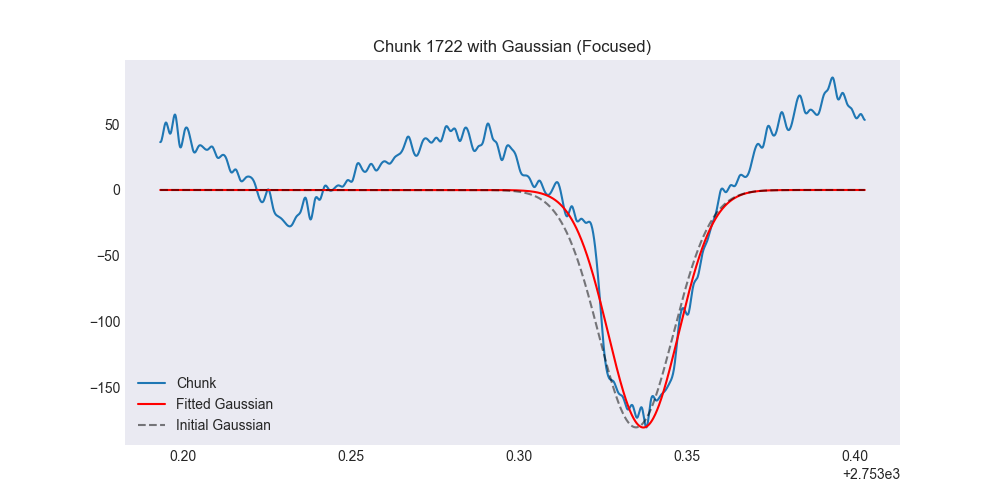 Chunk 1722 with Gaussian (Focused)
50
0
−50
−100
−150
Chunk
Fitted Gaussian
Initial Gaussian
0.20 0.25 0.30 0.35 0.40
+2.753e3